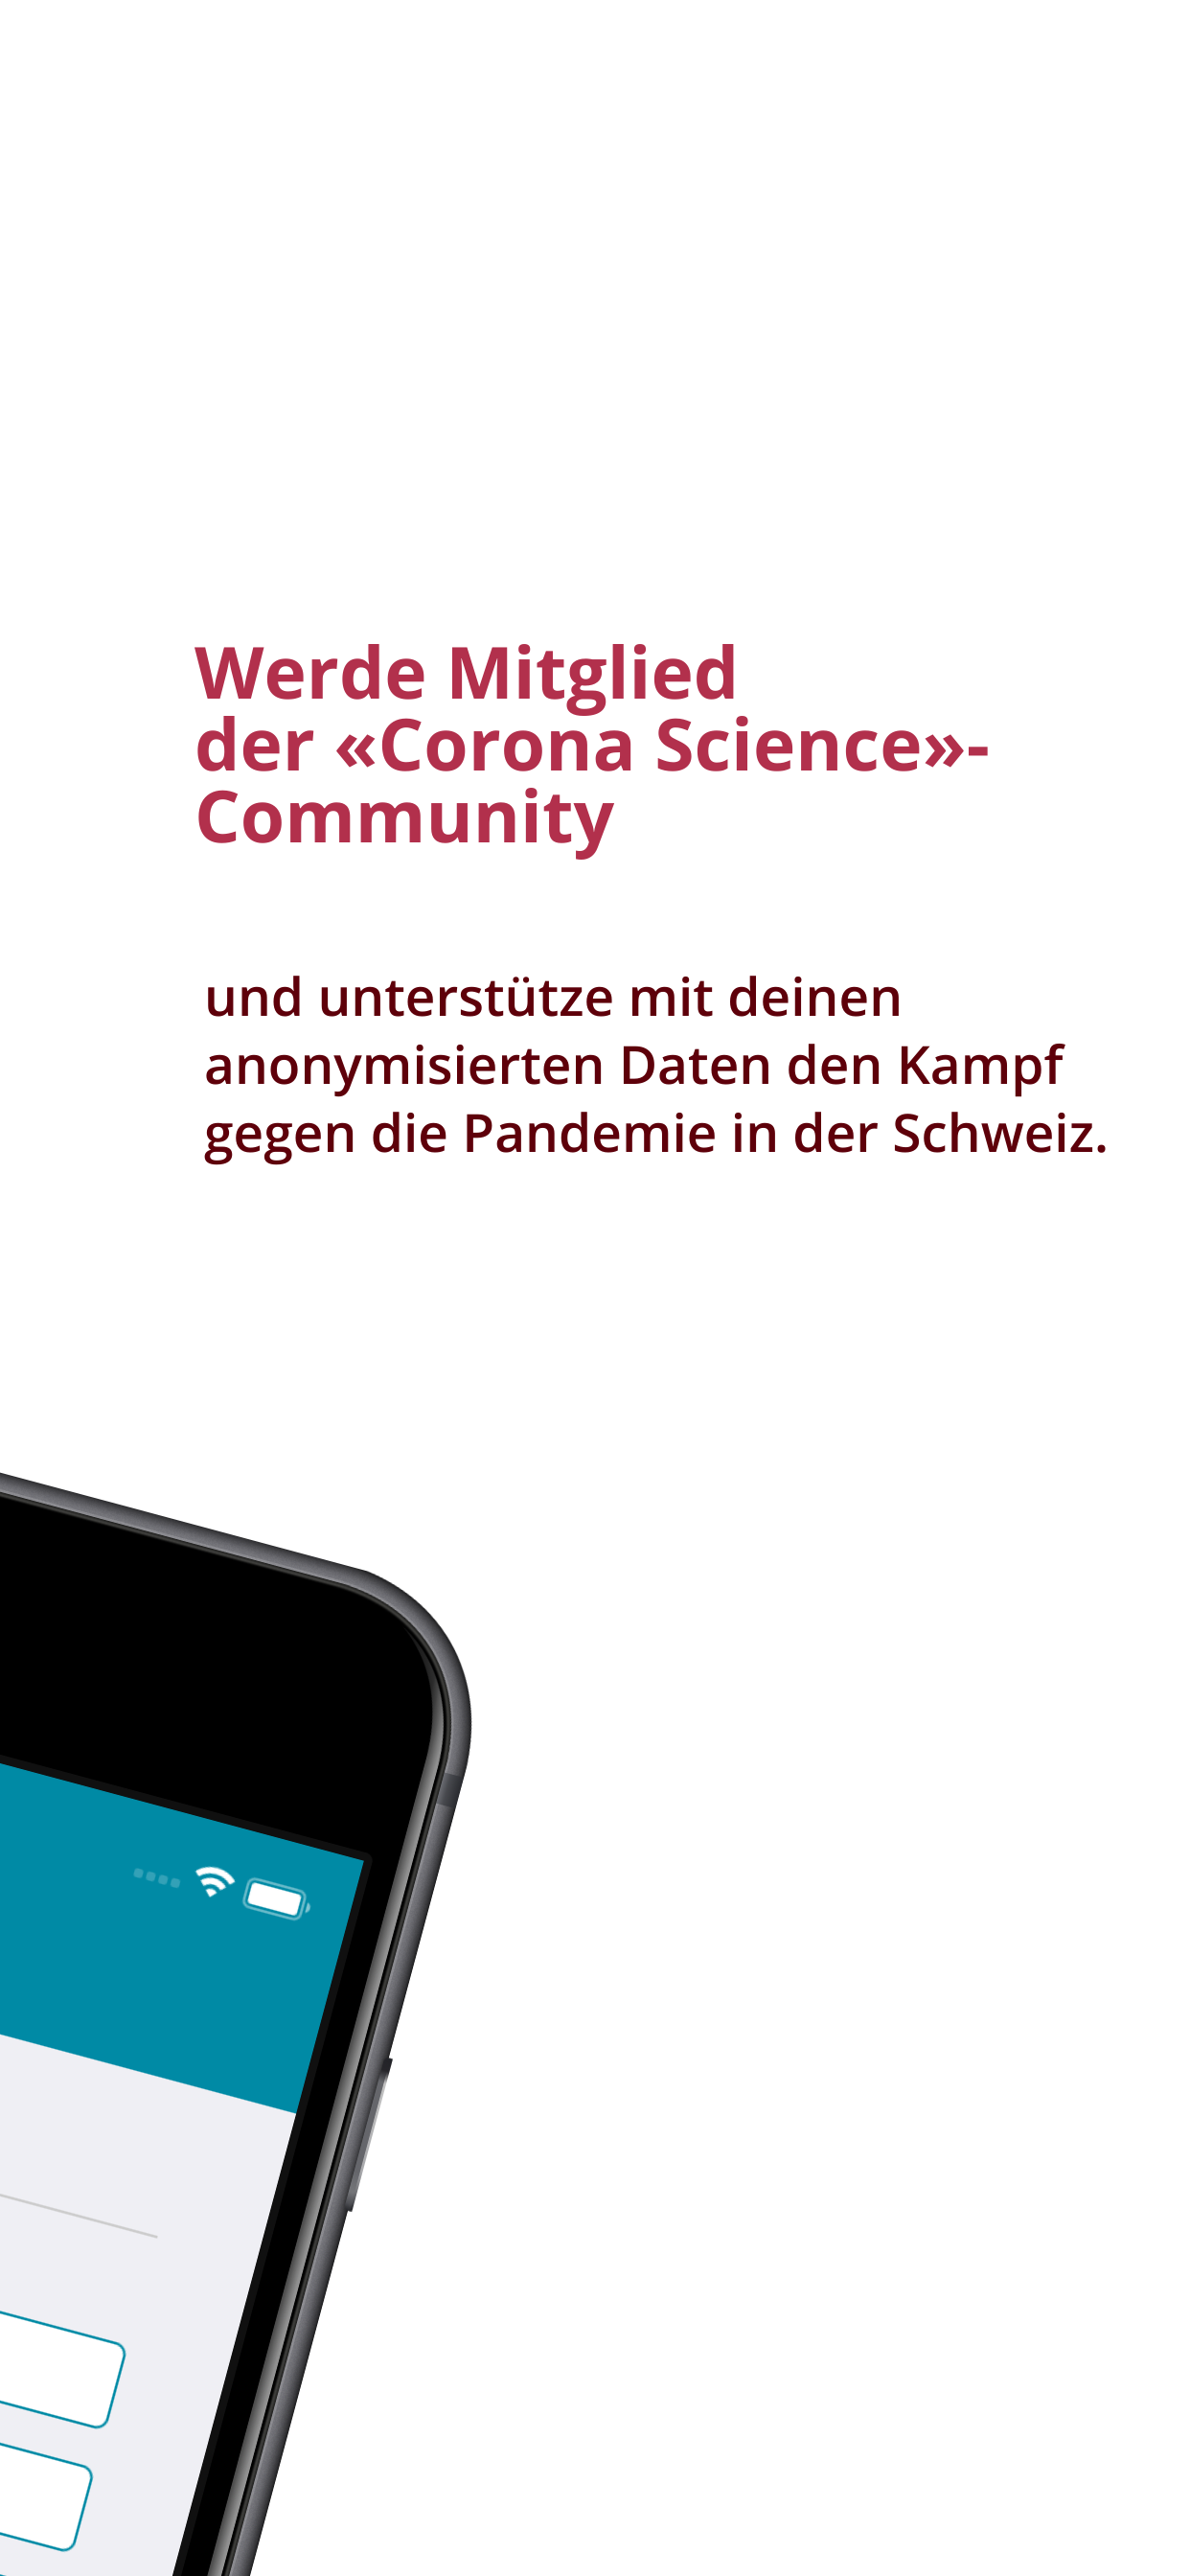 Werde Mitglied
der «Corona Science»-
Community
und unterstütze mit deinen
anonymisierten Daten den Kampf
gegen die Pandemie in der Schweiz.